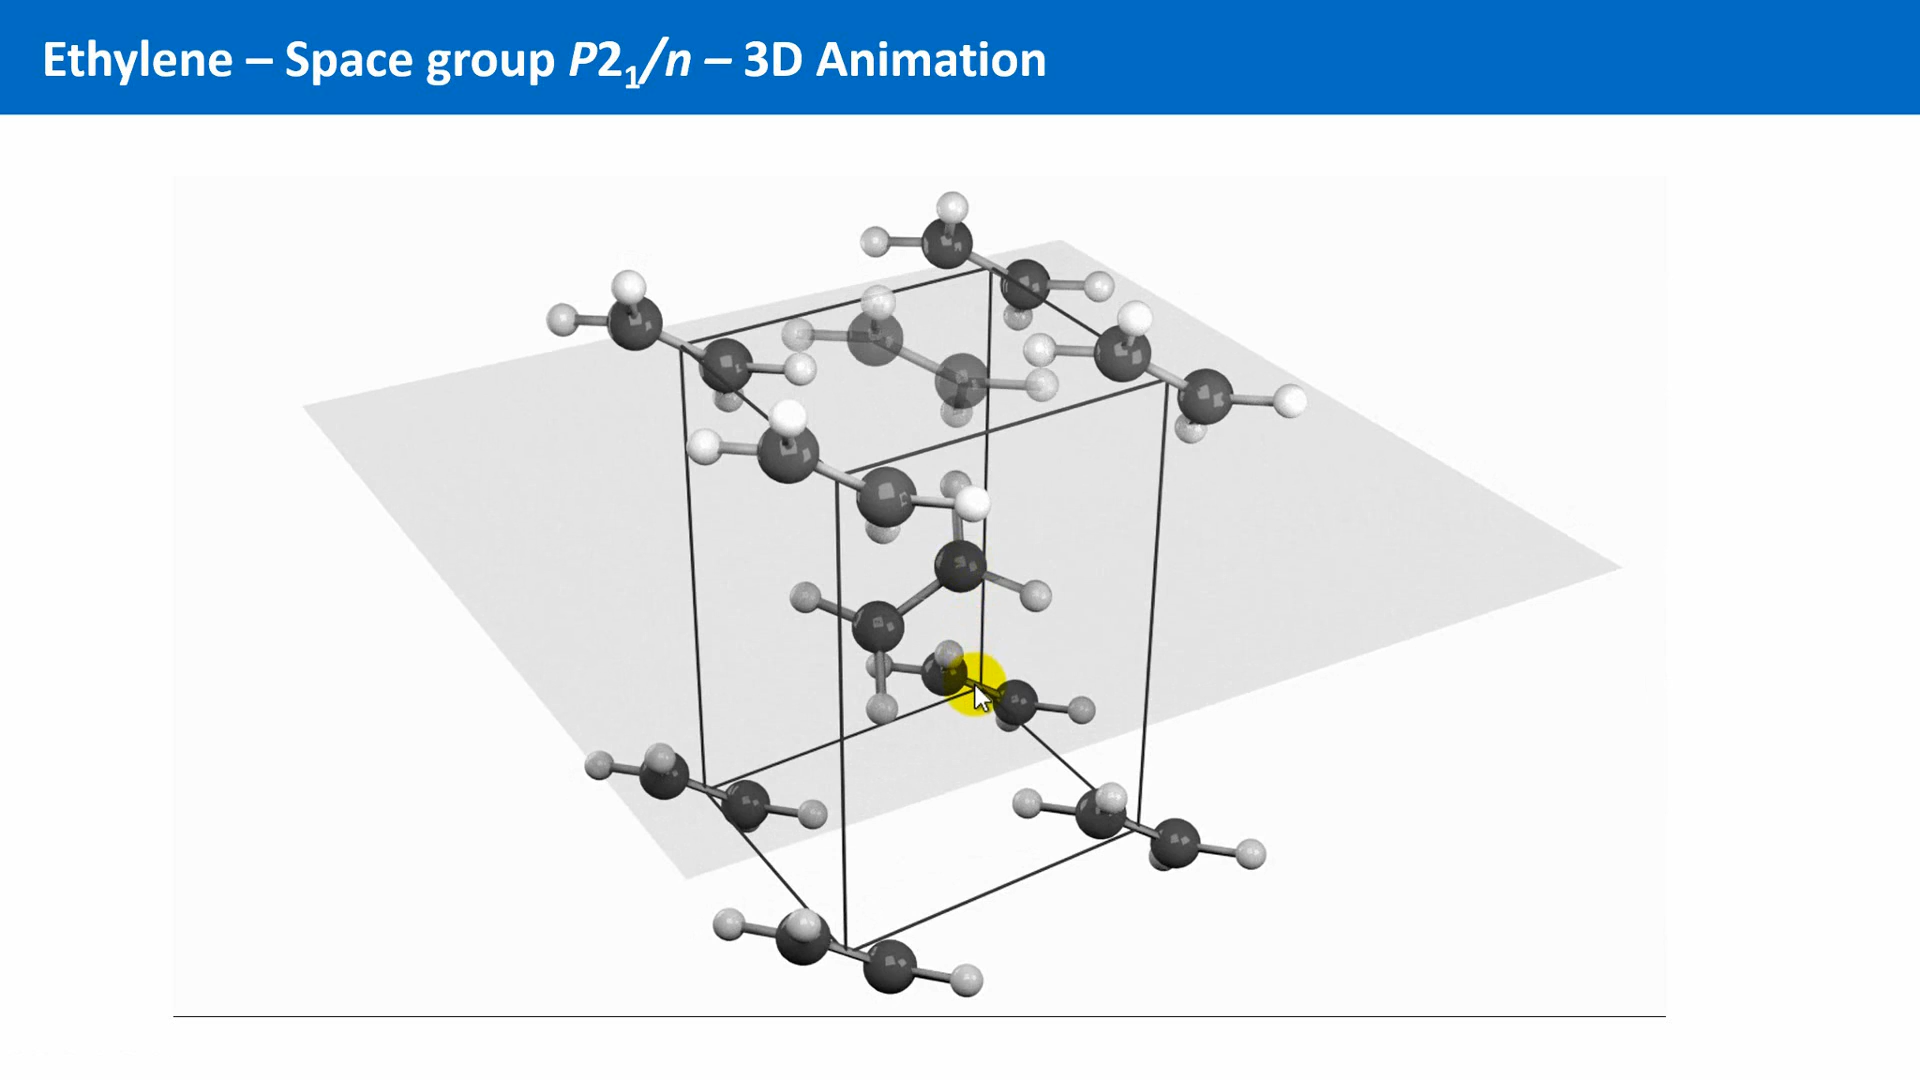 Ethylene – Space group P2₁/n – 3D Animation